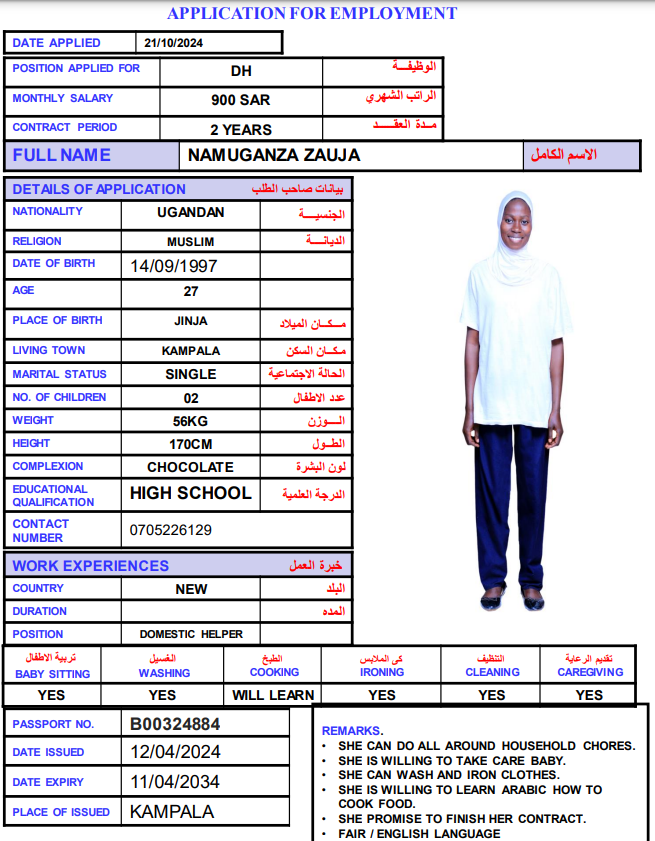 APPLICATION FOR EMPLOYMENT
DATE APPLIED 21/10/2024
POSITION APPLIED FOR DH الوظيفـــة
MONTHLY SALARY 900 SAR الراتب الشهري
CONTRACT PERIOD 2 YEARS مـدة العقـــد
FULL NAME NAMUGANZA ZAUJA الاسم الكامل
DETAILS OF APPLICATION بيانات صاحب الطلب
NATIONALITY UGANDAN الجنسيـــة
RELIGION MUSLIM الديانـــة
DATE OF BIRTH 14/09/1997
AGE 27
PLACE OF BIRTH JINJA مــكــان الميلاد
LIVING TOWN KAMPALA مكــان السكن
MARITAL STATUS SINGLE الحالة الاجتماعية
NO. OF CHILDREN 02 عدد الاطفال
WEIGHT 56KG الـــوزن
HEIGHT 170CM الطــول
COMPLEXION CHOCOLATE لون البشرة
EDUCATIONAL QUALIFICATION HIGH SCHOOL الدرجة العلمية
CONTACT NUMBER 0705226129
WORK EXPERIENCES خبرة العمل
COUNTRY NEW البلد
DURATION المده
POSITION DOMESTIC HELPER
تربية الاطفال الغسيل الطبخ كي الملابس التنظيف تقديم الرعاية
BABY SITTING WASHING COOKING IRONING CLEANING CAREGIVING
YES YES WILL LEARN YES YES YES
PASSPORT NO. B00324884
DATE ISSUED 12/04/2024
DATE EXPIRY 11/04/2034
PLACE OF ISSUED KAMPALA
REMARKS.
• SHE CAN DO ALL AROUND HOUSEHOLD CHORES.
• SHE IS WILLING TO TAKE CARE BABY.
• SHE CAN WASH AND IRON CLOTHES.
• SHE IS WILLING TO LEARN ARABIC HOW TO
COOK FOOD.
• SHE PROMISE TO FINISH HER CONTRACT.
• FAIR / ENGLISH LANGUAGE